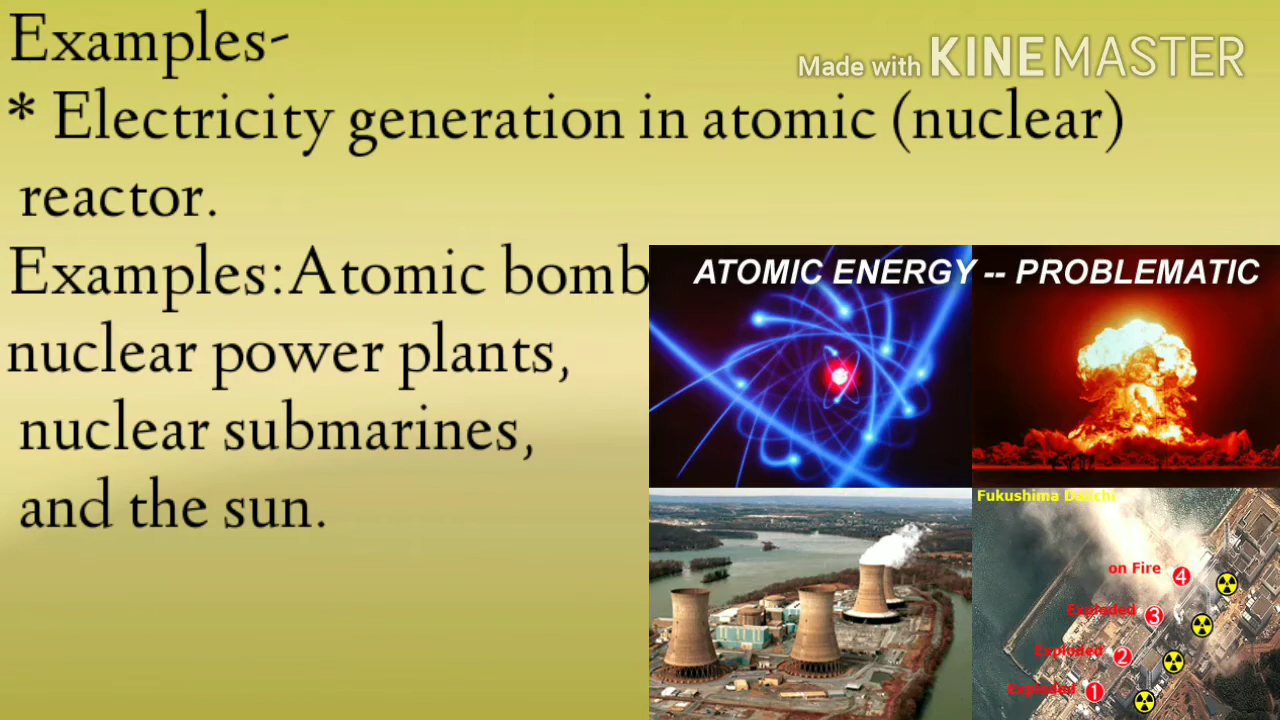 Examples-
Made with KINEMASTER
* Electricity generation in atomic (nuclear)
reactor.
Examples:Atomic bomb
nuclear power plants,
nuclear submarines,
and the sun.
ATOMIC ENERGY -- PROBLEMATIC
Fukushima Daiichi
on Fire 4
Exploded 3
Exploded 2
Exploded 1